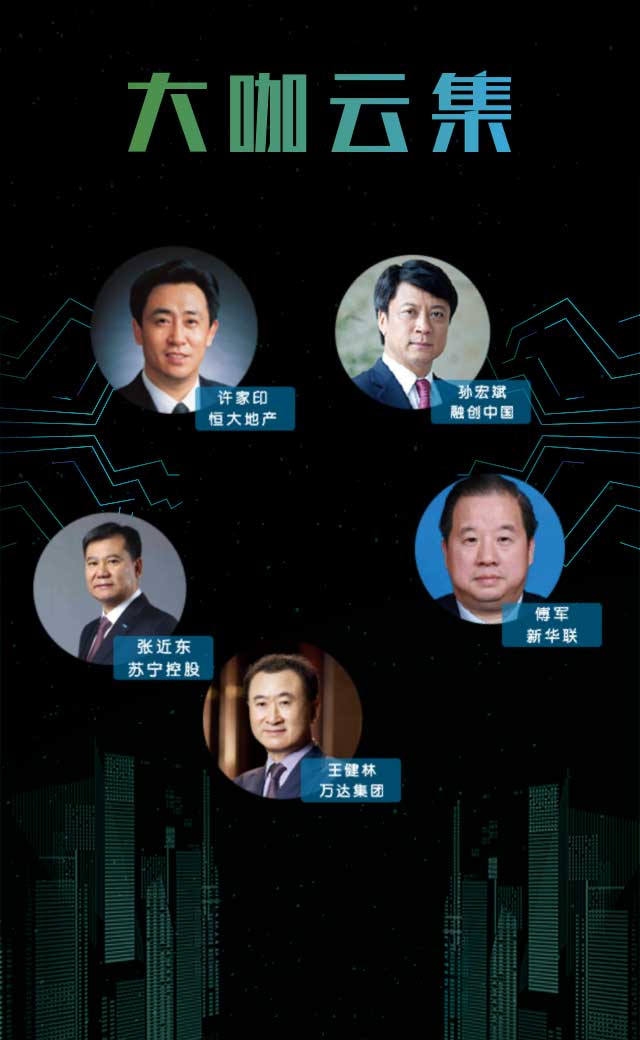 大咖云集
许家印
恒大地产
孙宏斌
融创中国
张近东
苏宁控股
傅军
新华联
王健林
万达集团